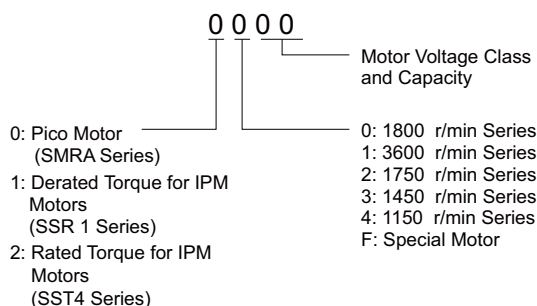 0 0 0 0
Motor Voltage Class
and Capacity
0: Pico Motor
(SMRA Series)
1: Derated Torque for IPM
Motors
(SSR 1 Series)
2: Rated Torque for IPM
Motors
(SST4 Series)
0: 1800 r/min Series
1: 3600 r/min Series
2: 1750 r/min Series
3: 1450 r/min Series
4: 1150 r/min Series
F: Special Motor